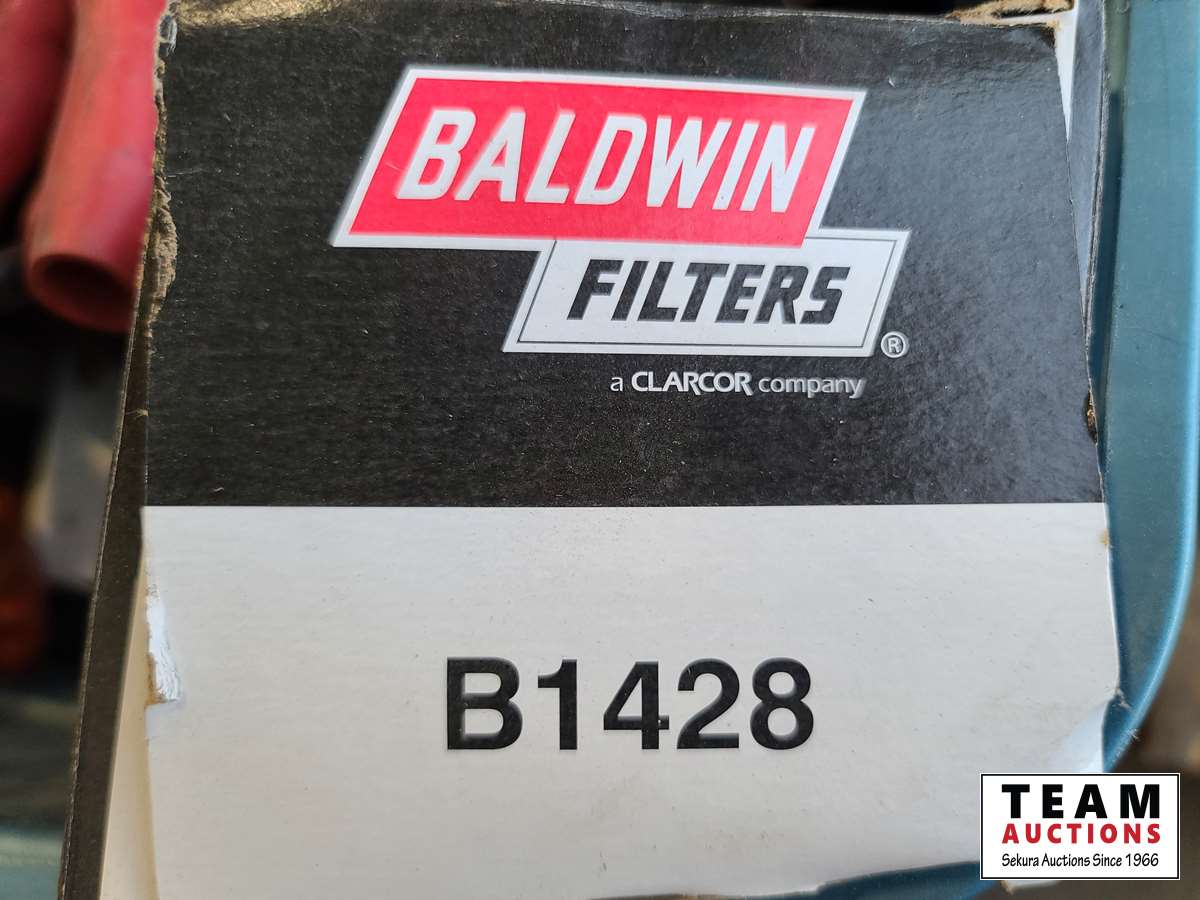 BALDWIN
FILTERS
®
a CLARCOR company
B1428
TEAM
AUCTIONS
Sekura Auctions Since 1966